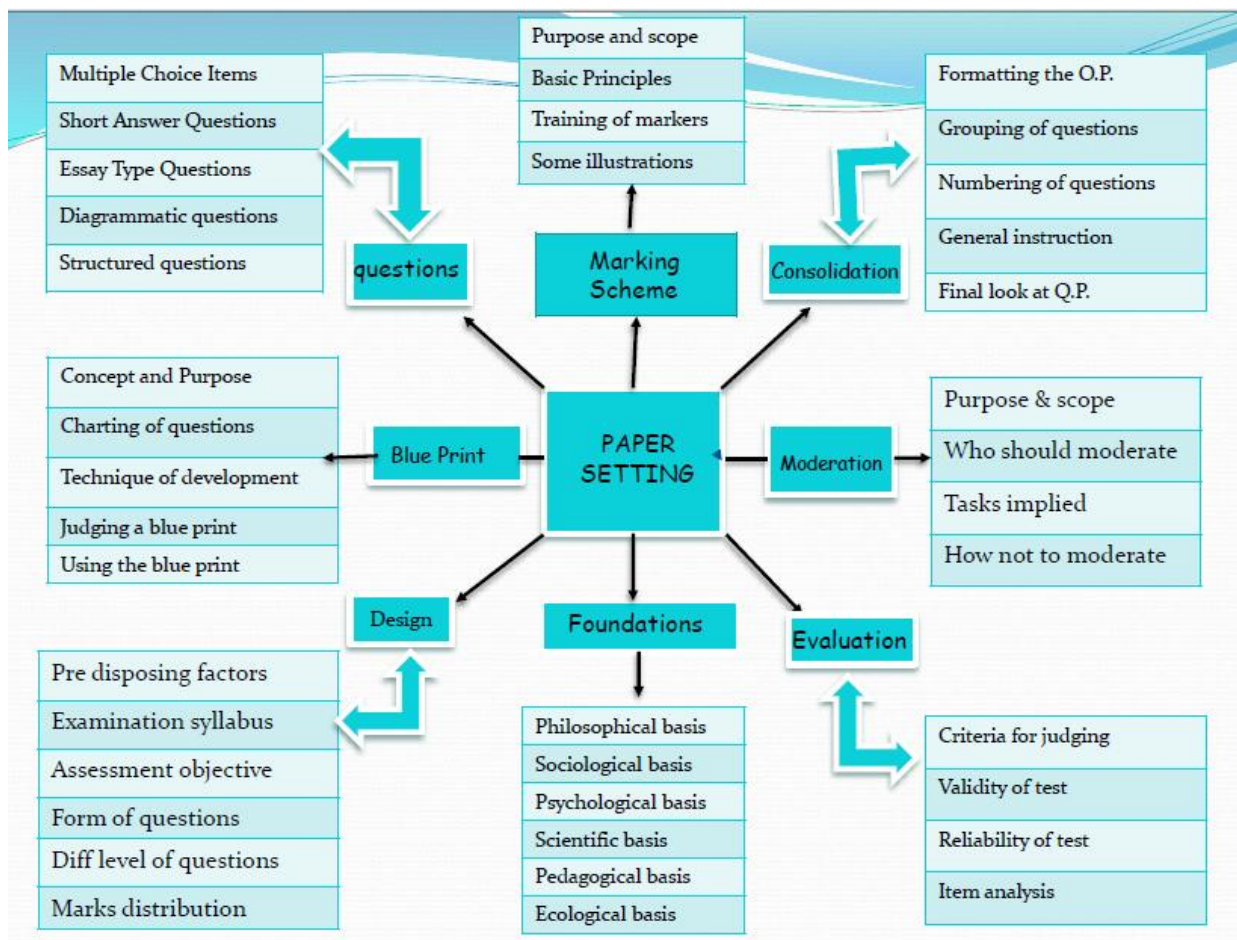 Multiple Choice Items
Short Answer Questions
Essay Type Questions
Diagrammatic questions
Structured questions
questions
Purpose and scope
Basic Principles
Training of markers
Some illustrations
Marking
Scheme
Formatting the O.P.
Grouping of questions
Numbering of questions
General instruction
Final look at Q.P.
Consolidation
Concept and Purpose
Charting of questions
Technique of development
Judging a blue print
Using the blue print
Blue Print
PAPER
SETTING
Moderation
Purpose & scope
Who should moderate
Tasks implied
How not to moderate
Design
Pre disposing factors
Examination syllabus
Assessment objective
Form of questions
Diff level of questions
Marks distribution
Foundations
Philosophical basis
Sociological basis
Psychological basis
Scientific basis
Pedagogical basis
Ecological basis
Evaluation
Criteria for judging
Validity of test
Reliability of test
Item analysis